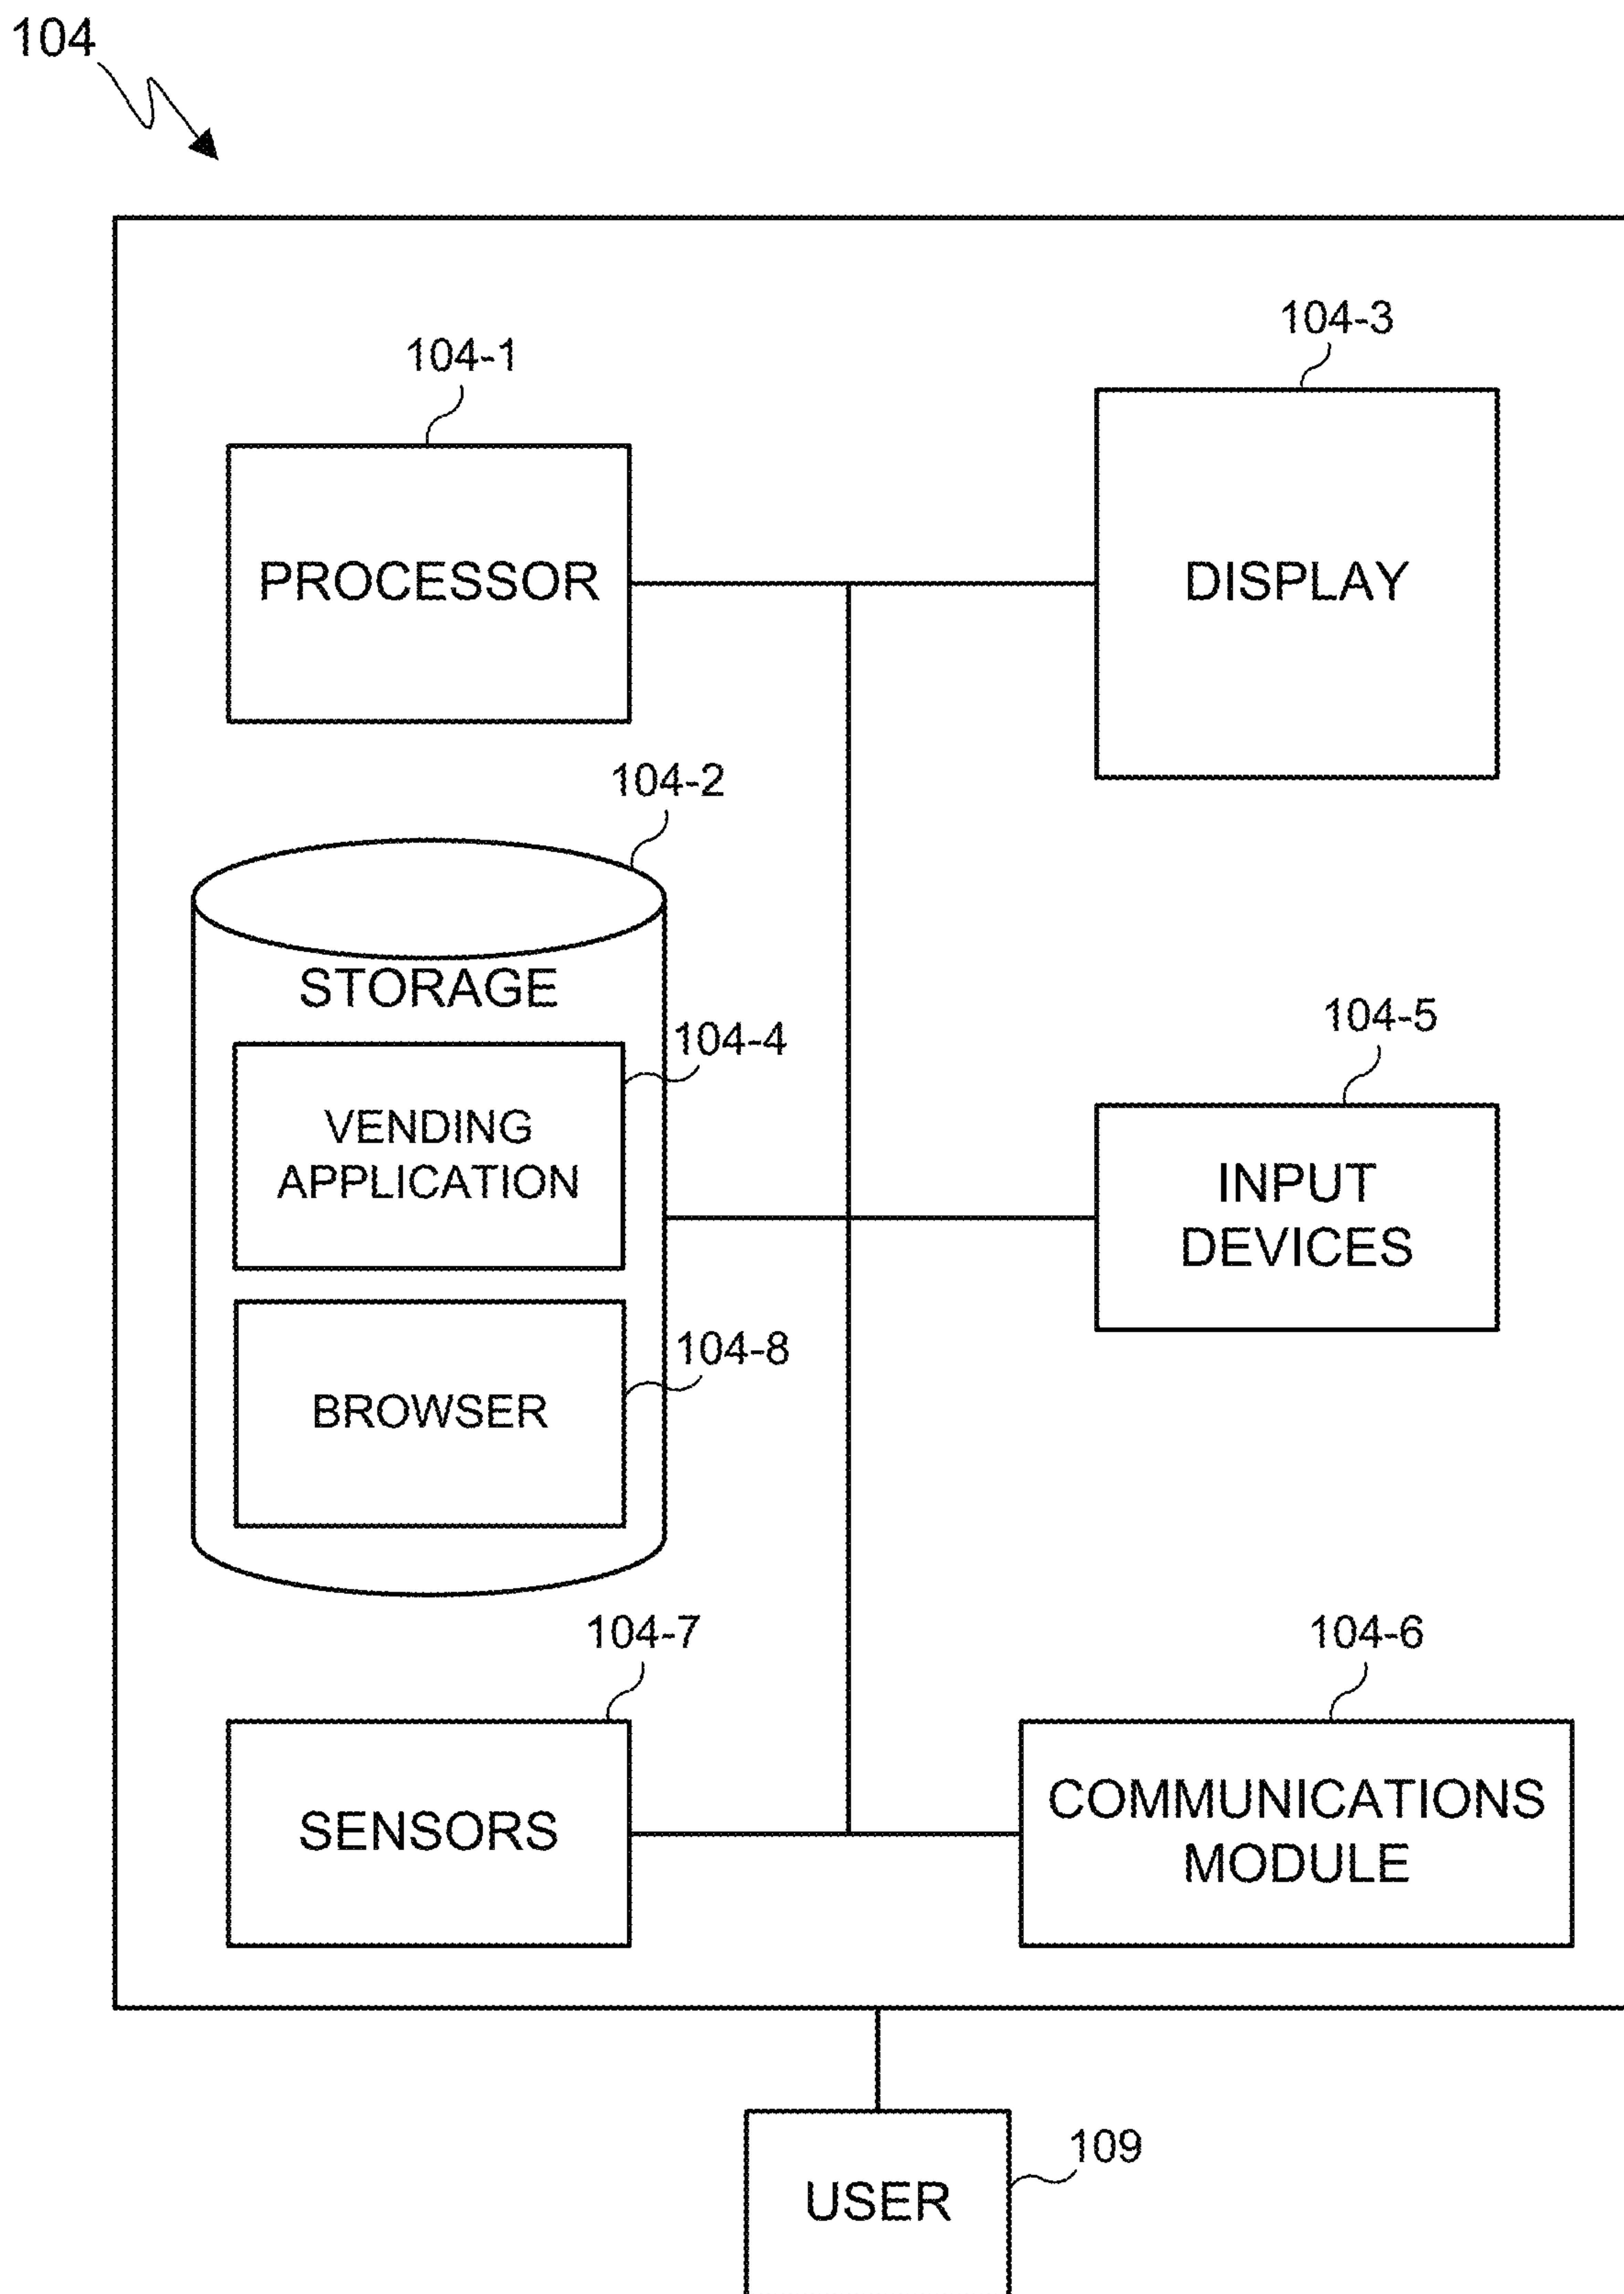 104
104-1
104-3
PROCESSOR
DISPLAY
104-2
STORAGE
104-4
VENDING
APPLICATION
104-5
INPUT
DEVICES
104-8
BROWSER
104-7
104-6
SENSORS
COMMUNICATIONS
MODULE
109
USER